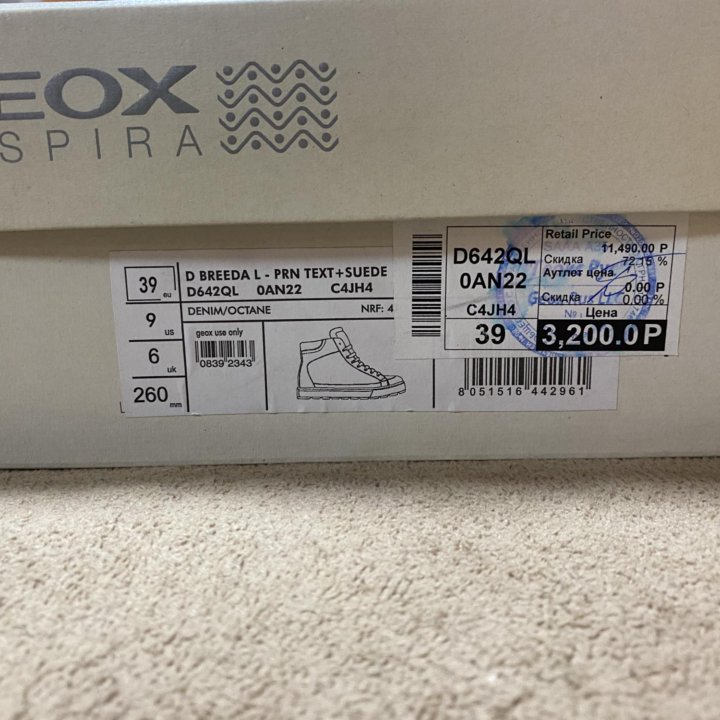 EOX
SPIRA
39 eu
9 us
6 uk
260 mm
D BREEDA L - PRN TEXT+SUEDE
D642QL 0AN22 C4JH4
DENIM/OCTANE NRF: 4
geox use only
0839 2343
8 051516 442961
D642QL
0AN22
C4JH4
39
Retail Price
11,490.00 Р
Скидка 72.15 %
Аутлет цена
0.00 Р
Скидка 0.00 %
Цена
3,200.0 Р